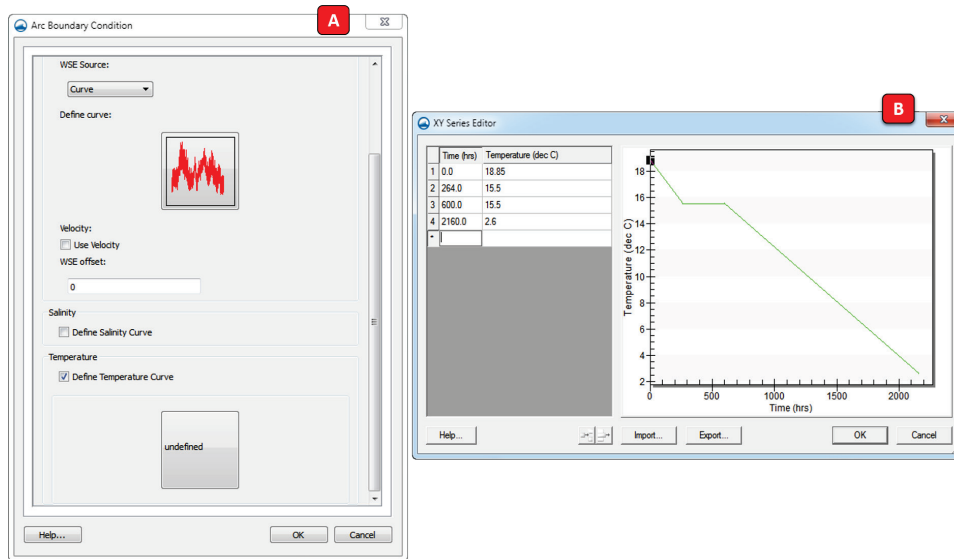 Arc Boundary Condition
A
WSE Source:
Curve
Define curve:
Velocity:
Use Velocity
WSE offset:
0
Salinity
Define Salinity Curve
Temperature
Define Temperature Curve
undefined
Help...
OK
Cancel
B
XY Series Editor
Time (hrs) Temperature (dec C)
1 0.0 18.85
2 264.0 15.5
3 600.0 15.5
4 2160.0 2.6
*
Temperature (dec C)
18
16
14
12
10
8
6
4
2
0 500 1000 1500 2000
Time (hrs)
Help...
Import...
Export...
OK
Cancel